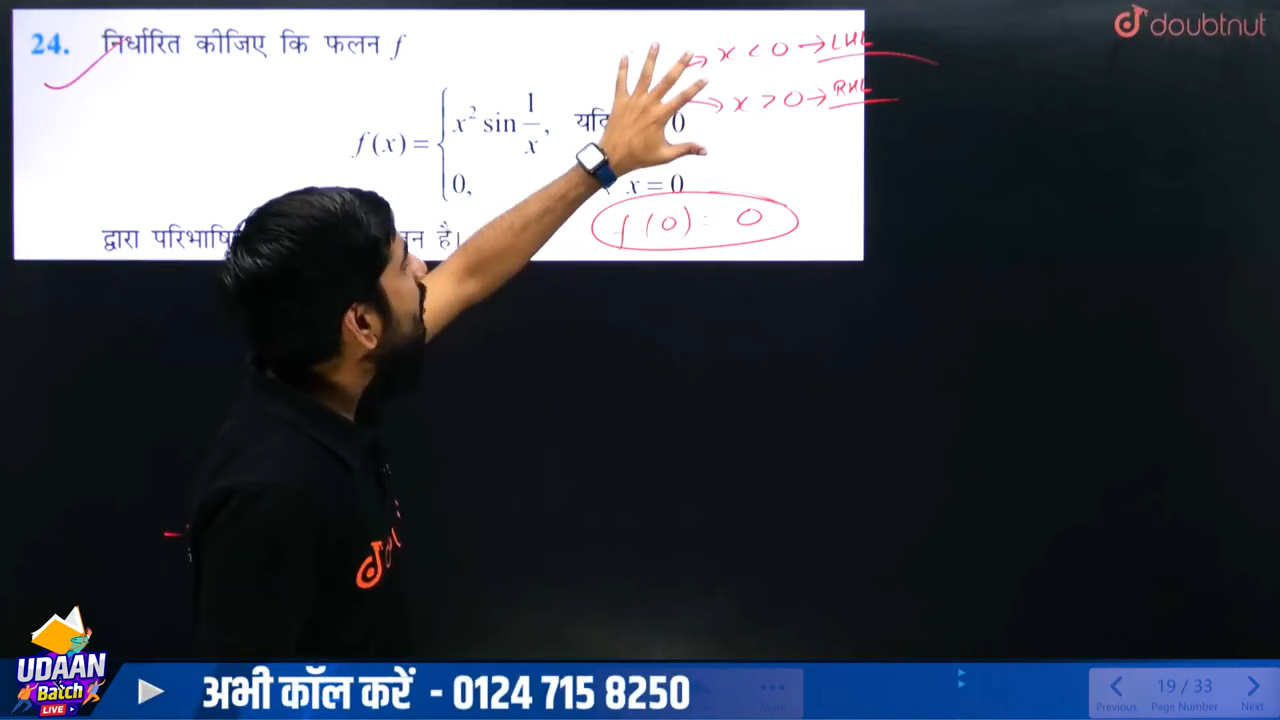 24. निर्धारित कीजिए कि फलन f
x < 0 → LHL
x > 0 → RHL
f(x) = { x² sin 1/x, यदि 0
0, x = 0
f(0) = 0
द्वारा है।
doubtnut
UDAAN
Batch
LIVE
अभी कॉल करें - 0124 715 8250
19 / 33
Previous Page Number Next
More